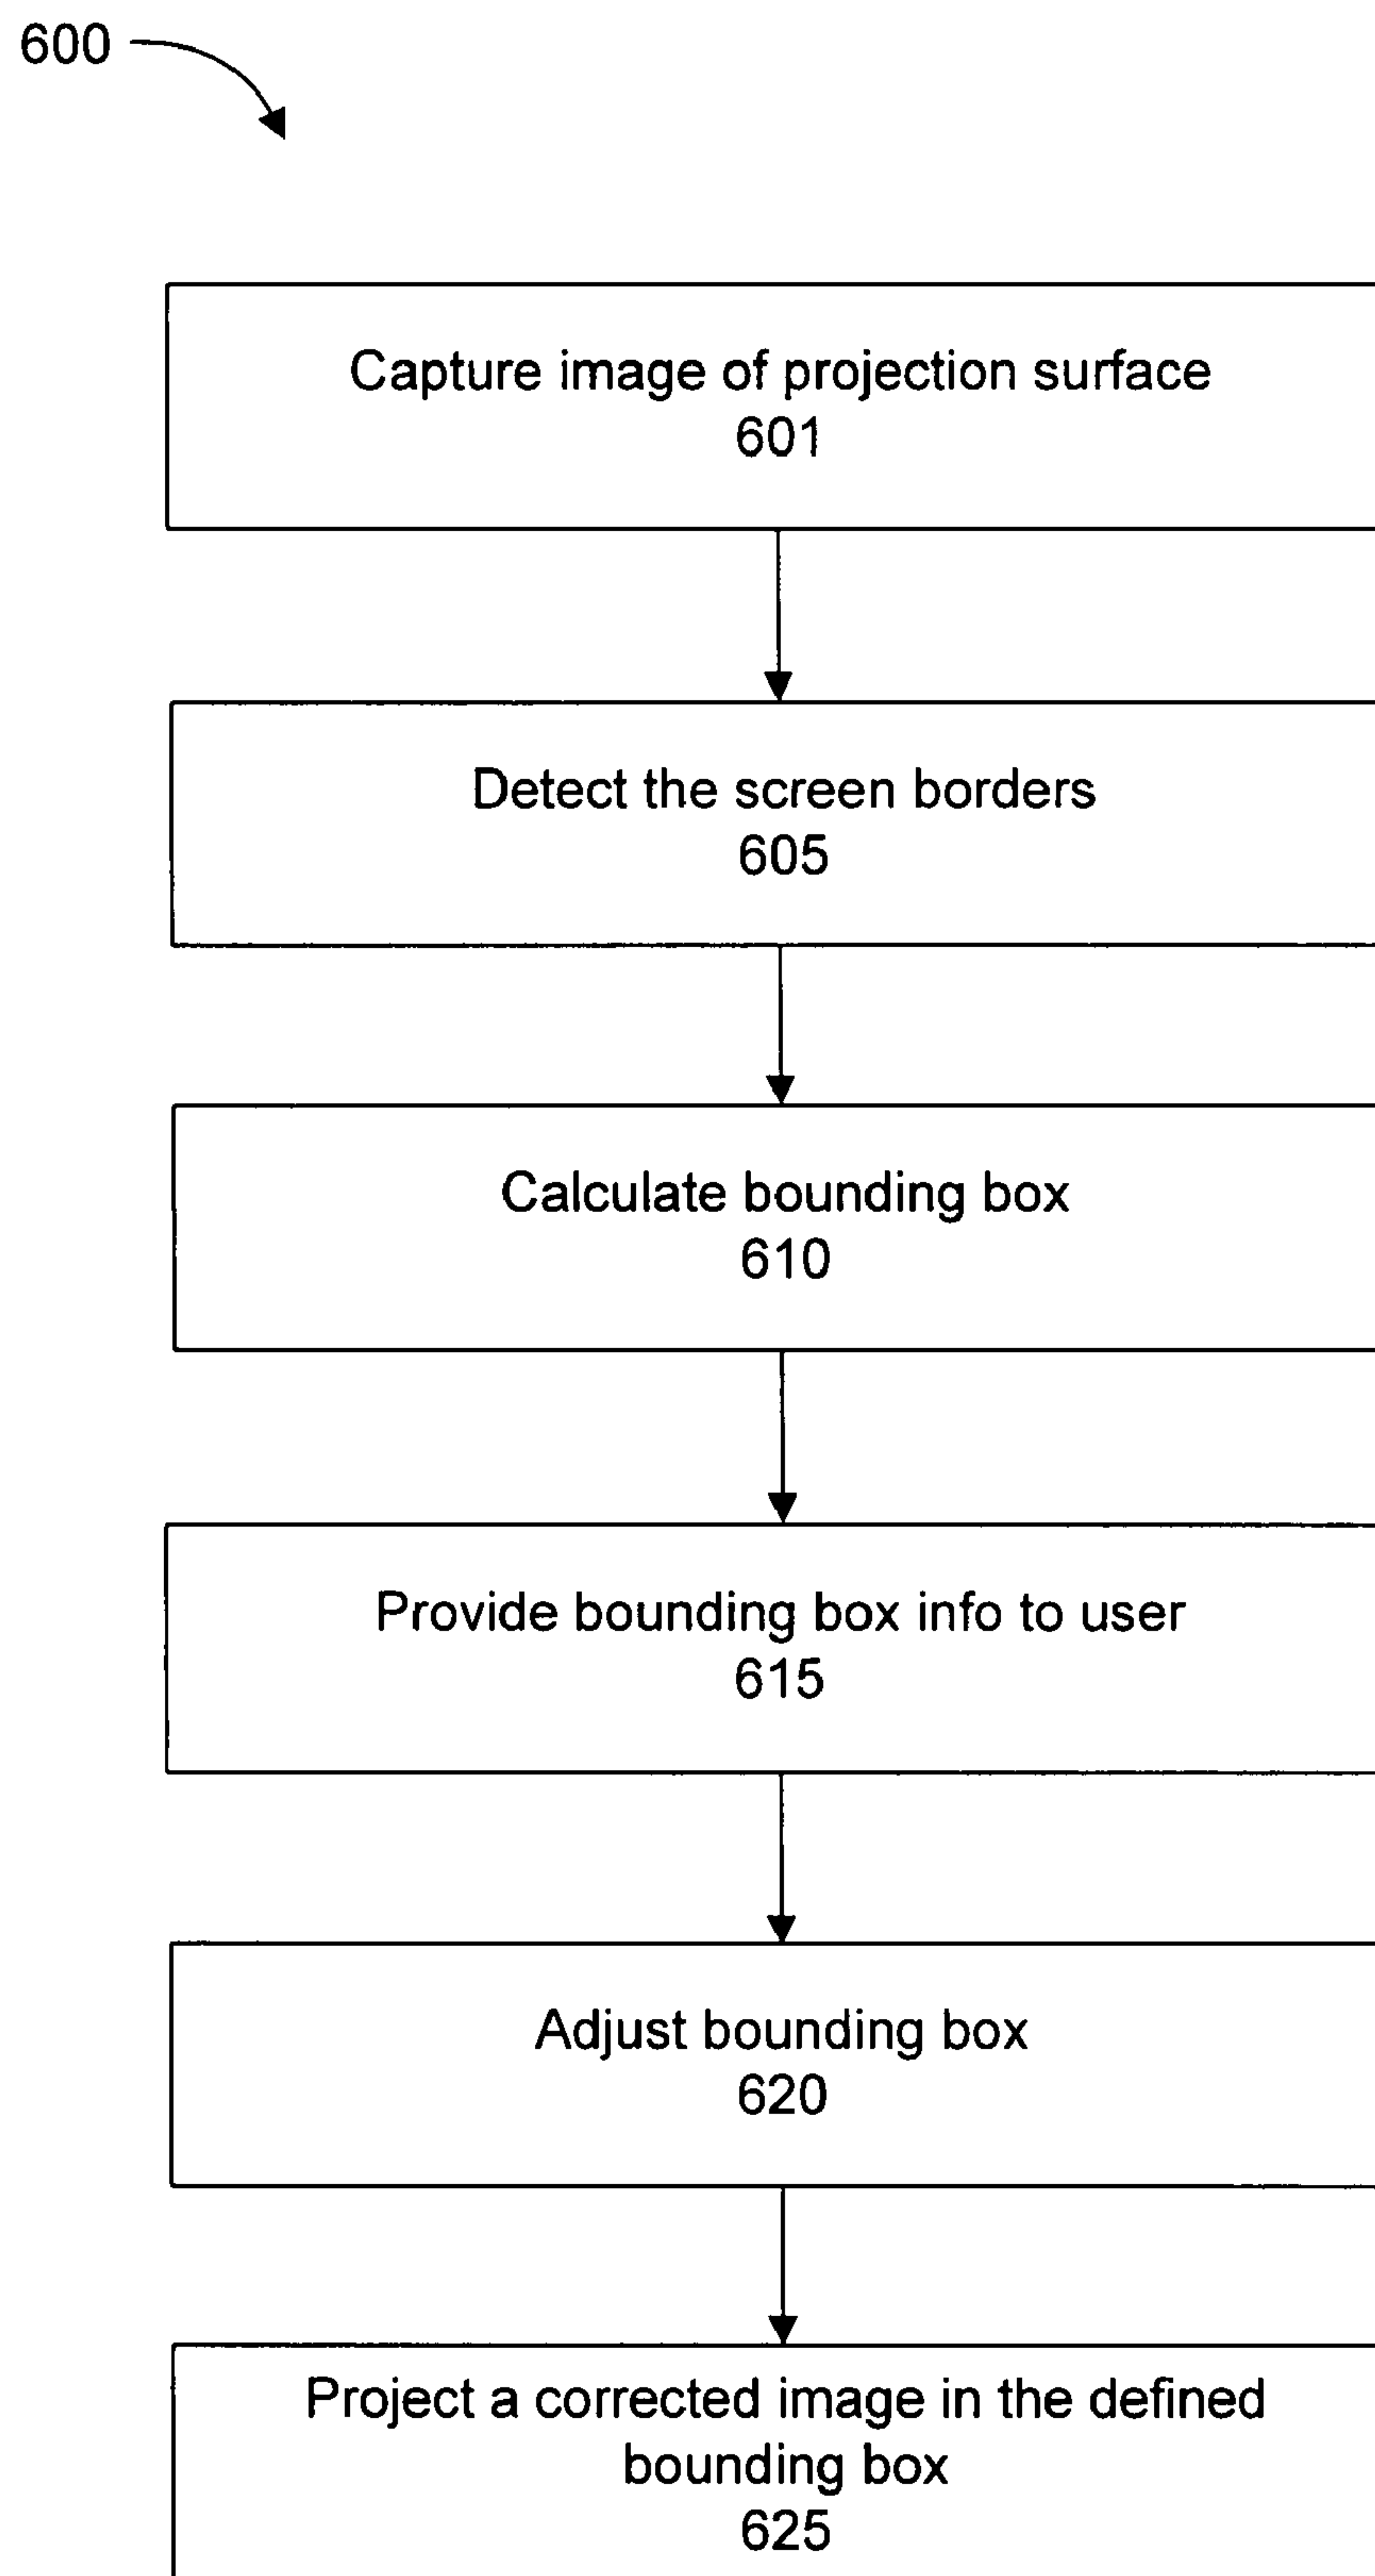 600
Capture image of projection surface
601
Detect the screen borders
605
Calculate bounding box
610
Provide bounding box info to user
615
Adjust bounding box
620
Project a corrected image in the defined
bounding box
625